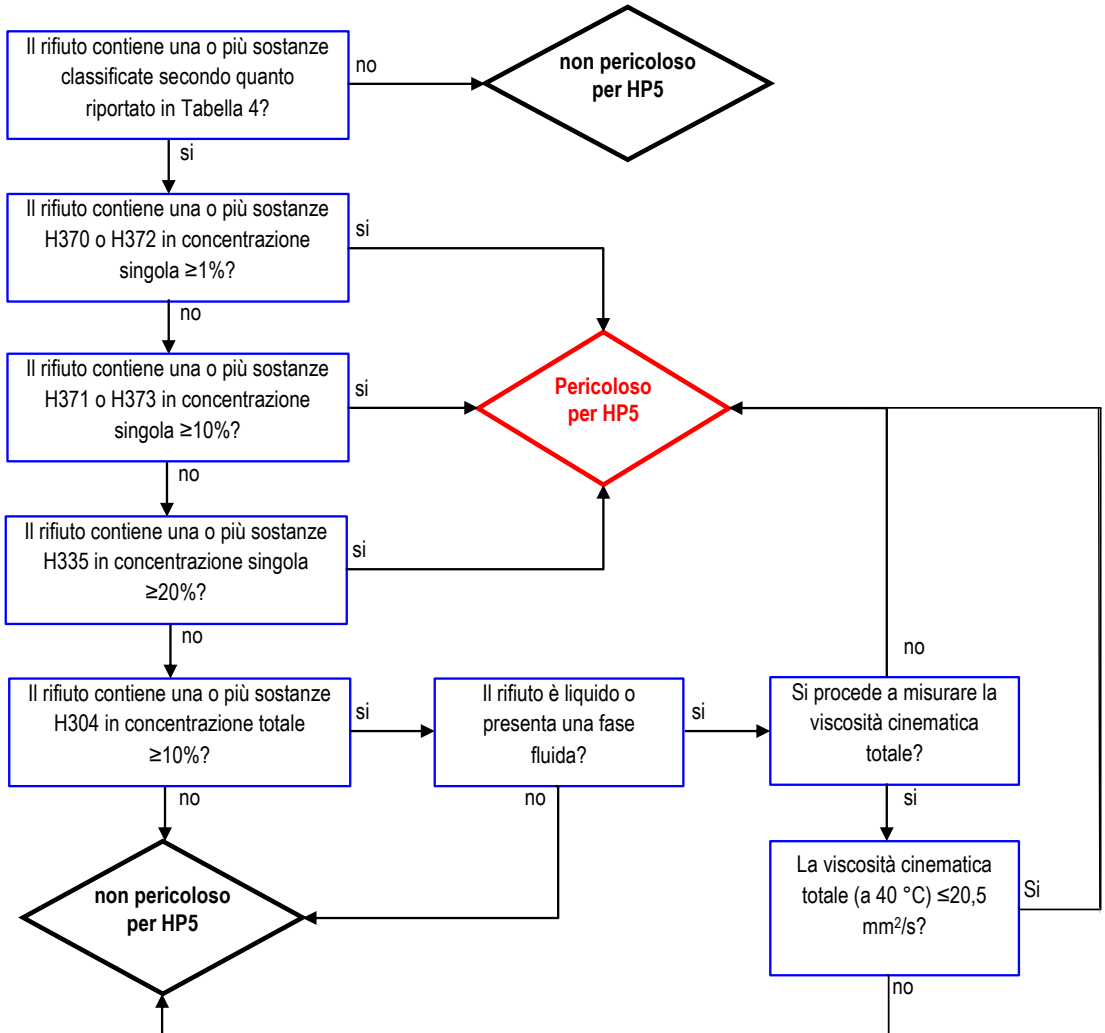 Il rifiuto contiene una o più sostanze
classificate secondo quanto
riportato in Tabella 4?
no
non pericoloso
per HP5
si
Il rifiuto contiene una o più sostanze
H370 o H372 in concentrazione
singola ≥1%?
si
no
Il rifiuto contiene una o più sostanze
H371 o H373 in concentrazione
singola ≥10%?
si
Pericoloso
per HP5
no
Il rifiuto contiene una o più sostanze
H335 in concentrazione singola
≥20%?
si
no
Il rifiuto contiene una o più sostanze
H304 in concentrazione totale
≥10%?
si
Il rifiuto è liquido o
presenta una fase
fluida?
si
no
Si procede a misurare la
viscosità cinematica
totale?
no
no
si
non pericoloso
per HP5
La viscosità cinematica
totale (a 40 °C) ≤20,5
mm²/s?
Si
no